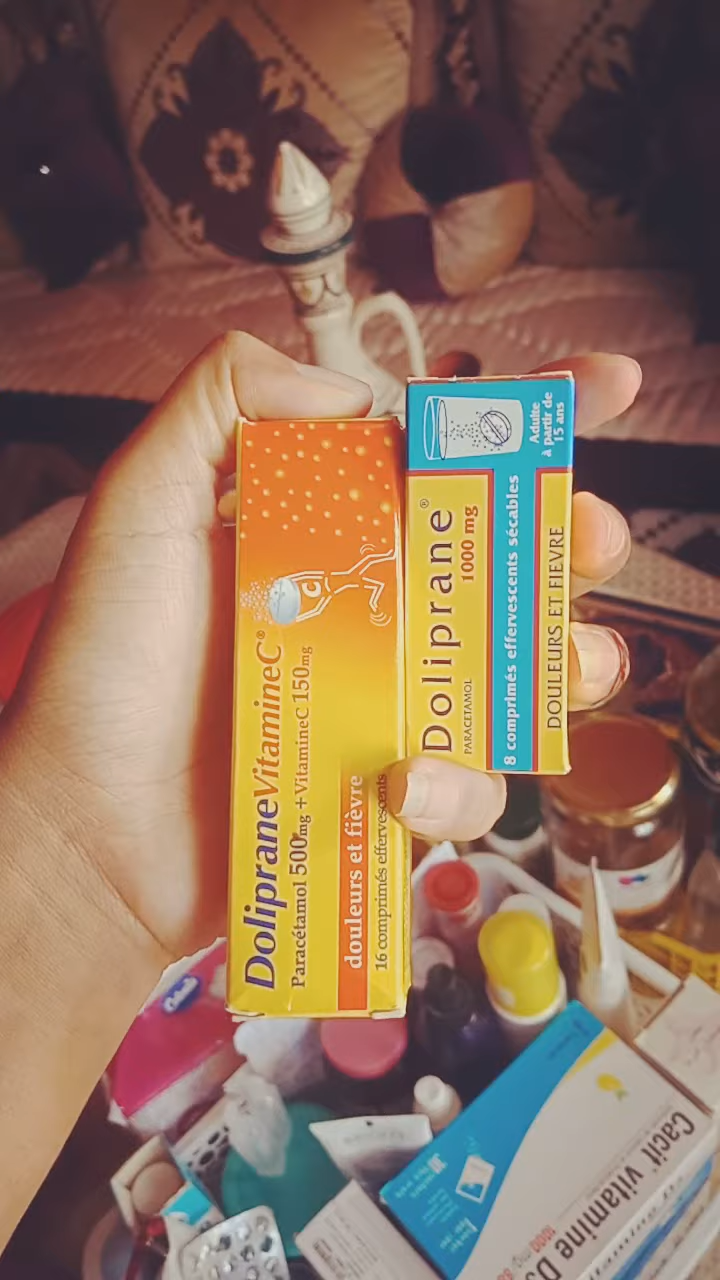 DolipraneVitamineC®
Paracétamol 500mg + VitamineC 150mg
douleurs et fièvre
16 comprimés effervescents
C
Doliprane®
1000 mg
PARACETAMOL
8 comprimés effervescents sécables
DOULEURS ET FIEVRE
Adulte
à partir de
15 ans
Cacit vitamine D3